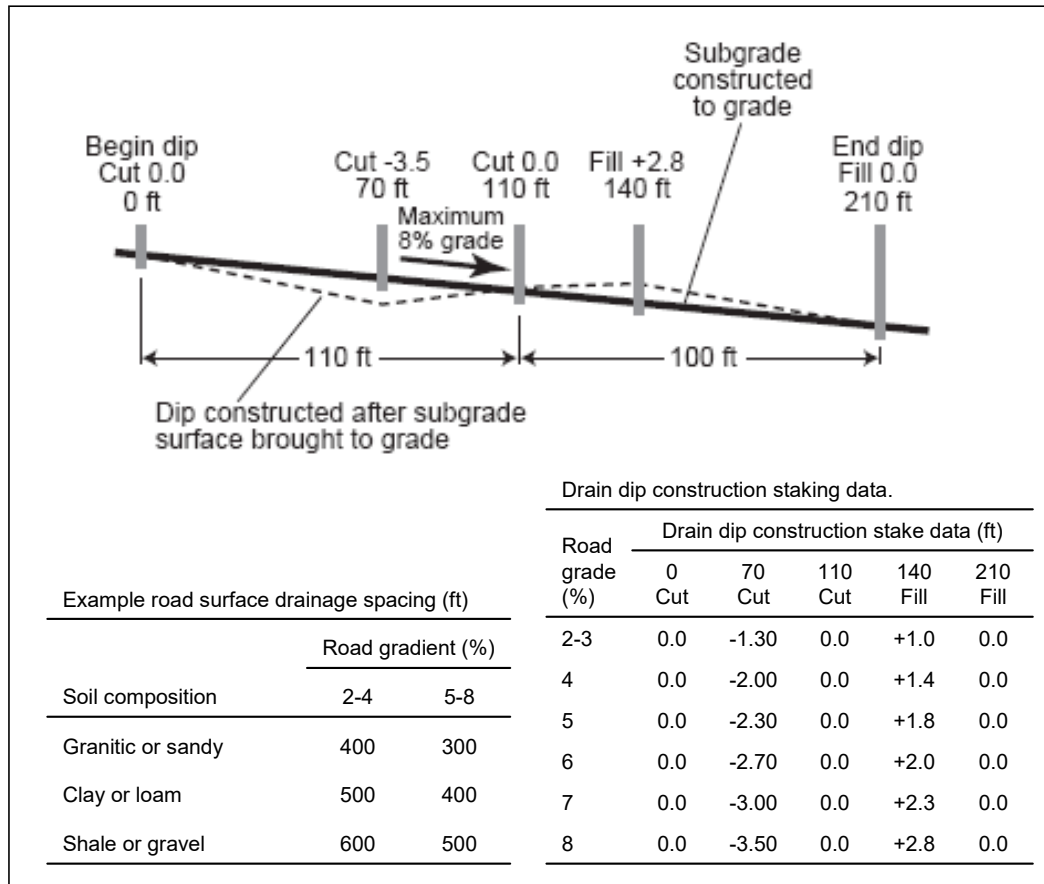 Subgrade
constructed
to grade
Begin dip
Cut 0.0
0 ft
Cut -3.5
70 ft
Cut 0.0
110 ft
Fill +2.8
140 ft
End dip
Fill 0.0
210 ft
Maximum
8% grade
110 ft
100 ft
Dip constructed after subgrade
surface brought to grade
Example road surface drainage spacing (ft)
Road gradient (%)
Soil composition 2-4 5-8
Granitic or sandy 400 300
Clay or loam 500 400
Shale or gravel 600 500
Drain dip construction staking data.
Drain dip construction stake data (ft)
Road
grade 0 70 110 140 210
(%) Cut Cut Cut Fill Fill
2-3 0.0 -1.30 0.0 +1.0 0.0
4 0.0 -2.00 0.0 +1.4 0.0
5 0.0 -2.30 0.0 +1.8 0.0
6 0.0 -2.70 0.0 +2.0 0.0
7 0.0 -3.00 0.0 +2.3 0.0
8 0.0 -3.50 0.0 +2.8 0.0